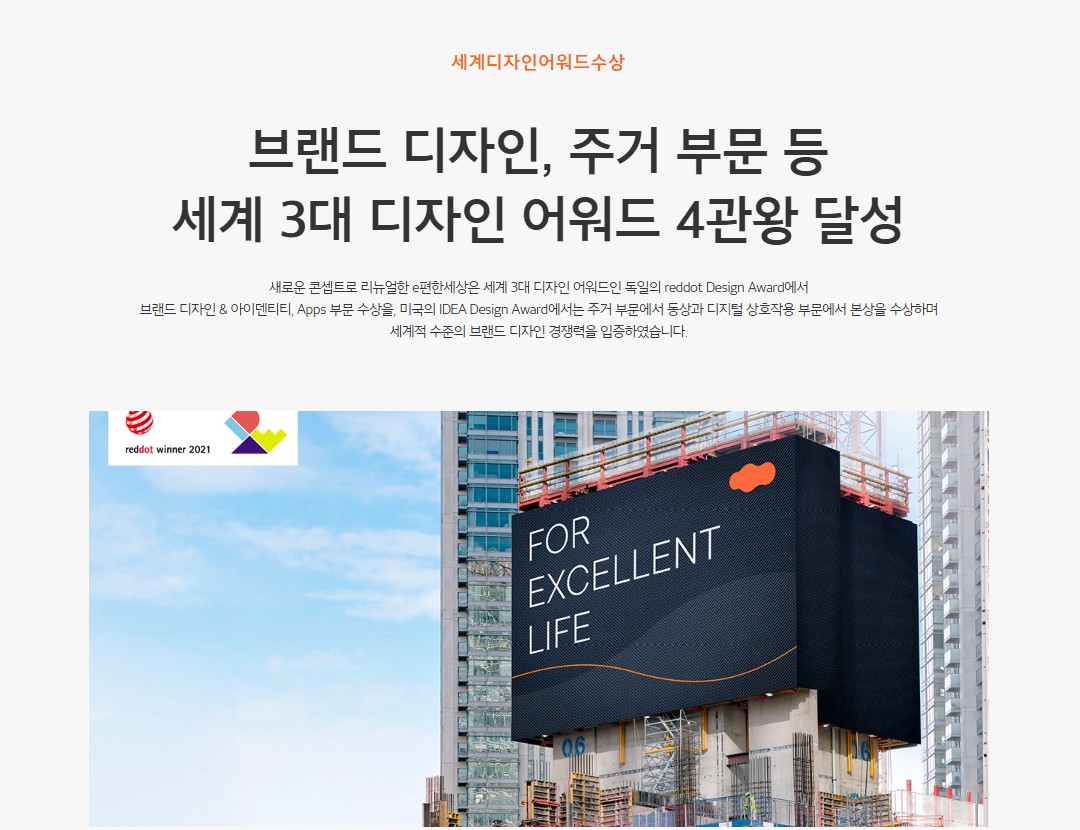 세계디자인어워드수상
브랜드 디자인, 주거 부문 등
세계 3대 디자인 어워드 4관왕 달성
새로운 콘셉트로 리뉴얼한 e편한세상은 세계 3대 디자인 어워드인 독일의 reddot Design Award에서
브랜드 디자인 & 아이덴티티, Apps 부문 수상을, 미국의 IDEA Design Award에서는 주거 부문에서 동상과 디지털 상호작용 부문에서 본상을 수상하며
세계적 수준의 브랜드 디자인 경쟁력을 입증하였습니다.
reddot winner 2021
FOR
EXCELLENT
LIFE
06
16